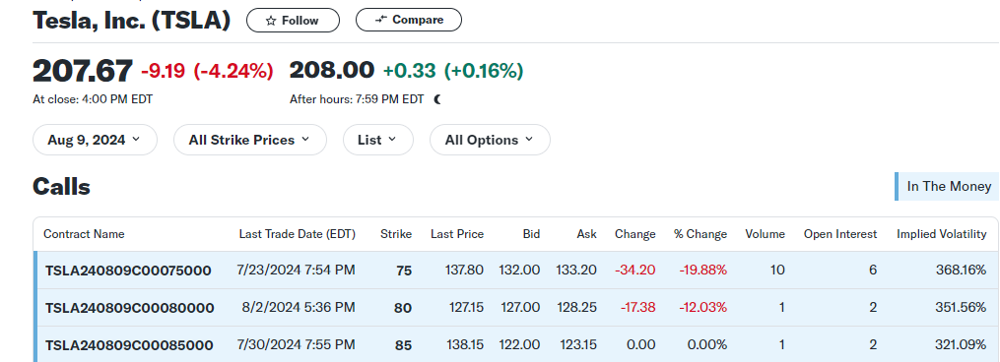 Tesla, Inc. (TSLA) Follow Compare
207.67 -9.19 (-4.24%) 208.00 +0.33 (+0.16%)
At close: 4:00 PM EDT After hours: 7:59 PM EDT
Aug 9, 2024 All Strike Prices List All Options
Calls In The Money
Contract Name Last Trade Date (EDT) Strike Last Price Bid Ask Change % Change Volume Open Interest Implied Volatility
TSLA240809C00075000 7/23/2024 7:54 PM 75 137.80 132.00 133.20 -34.20 -19.88% 10 6 368.16%
TSLA240809C00080000 8/2/2024 5:36 PM 80 127.15 127.00 128.25 -17.38 -12.03% 1 2 351.56%
TSLA240809C00085000 7/30/2024 7:55 PM 85 138.15 122.00 123.15 0.00 0.00% 1 2 321.09%